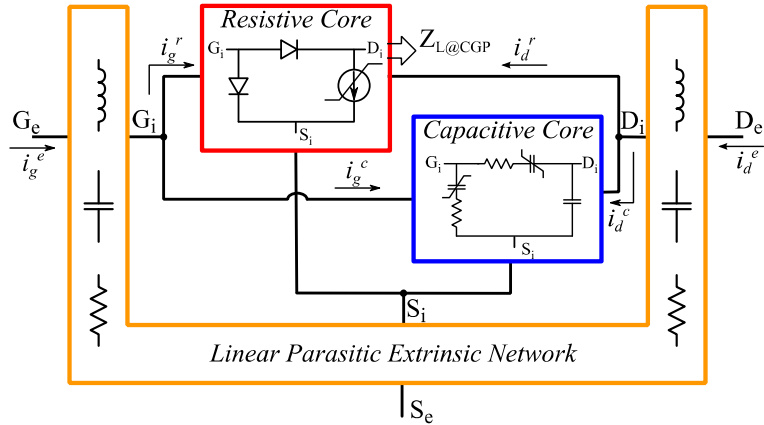 Resistive Core
i_g^r
G_i
D_i
Z_L@CGP
i_d^r
S_i
G_e
G_i
D_i
D_e
i_g^e
i_d^e
Capacitive Core
i_g^c
G_i
D_i
i_d^c
S_i
S_i
Linear Parasitic Extrinsic Network
S_e